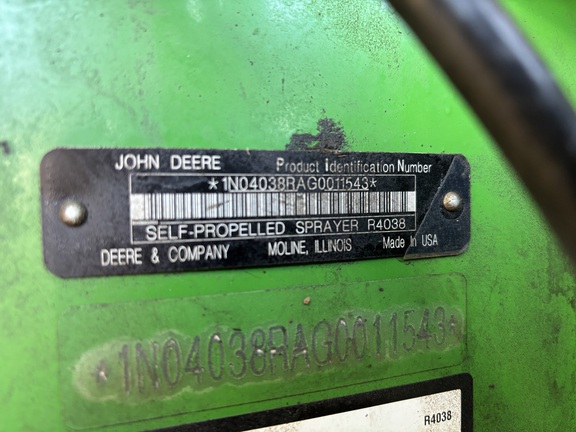 JOHN DEERE Product Identification Number
*1N04038RAG0011543*
SELF-PROPELLED SPRAYER R4038
DEERE & COMPANY MOLINE, ILLINOIS Made In USA
*1N04038RAG0011543*
R4038